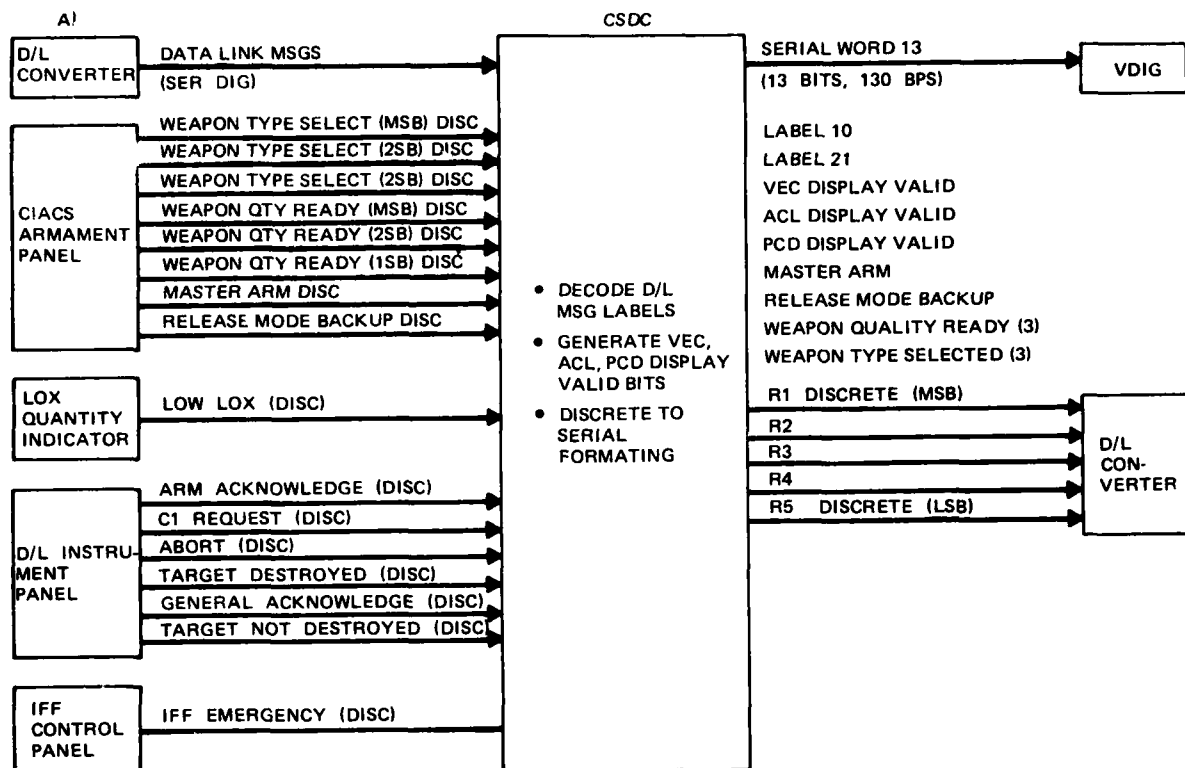 A)
CSDC
D/L
CONVERTER
DATA LINK MSGS
(SER DIG)
CIACS
ARMAMENT
PANEL
WEAPON TYPE SELECT (MSB) DISC
WEAPON TYPE SELECT (2SB) DISC
WEAPON TYPE SELECT (2SB) DISC
WEAPON QTY READY (MSB) DISC
WEAPON QTY READY (2SB) DISC
WEAPON QTY READY (1SB) DISC
MASTER ARM DISC
RELEASE MODE BACKUP DISC
LOX
QUANTITY
INDICATOR
LOW LOX (DISC)
D/L INSTRU-
MENT
PANEL
ARM ACKNOWLEDGE (DISC)
C1 REQUEST (DISC)
ABORT (DISC)
TARGET DESTROYED (DISC)
GENERAL ACKNOWLEDGE (DISC)
TARGET NOT DESTROYED (DISC
IFF
CONTROL
PANEL
IFF EMERGENCY (DISC)
• DECODE D/L
MSG LABELS
• GENERATE VEC,
ACL, PCD DISPLAY
VALID BITS
• DISCRETE TO
SERIAL
FORMATING
SERIAL WORD 13
(13 BITS, 130 BPS)
VDIG
LABEL 10
LABEL 21
VEC DISPLAY VALID
ACL DISPLAY VALID
PCD DISPLAY VALID
MASTER ARM
RELEASE MODE BACKUP
WEAPON QUALITY READY (3)
WEAPON TYPE SELECTED (3)
R1 DISCRETE (MSB)
R2
R3
R4
R5 DISCRETE (LSB)
D/L
CON-
VERTER